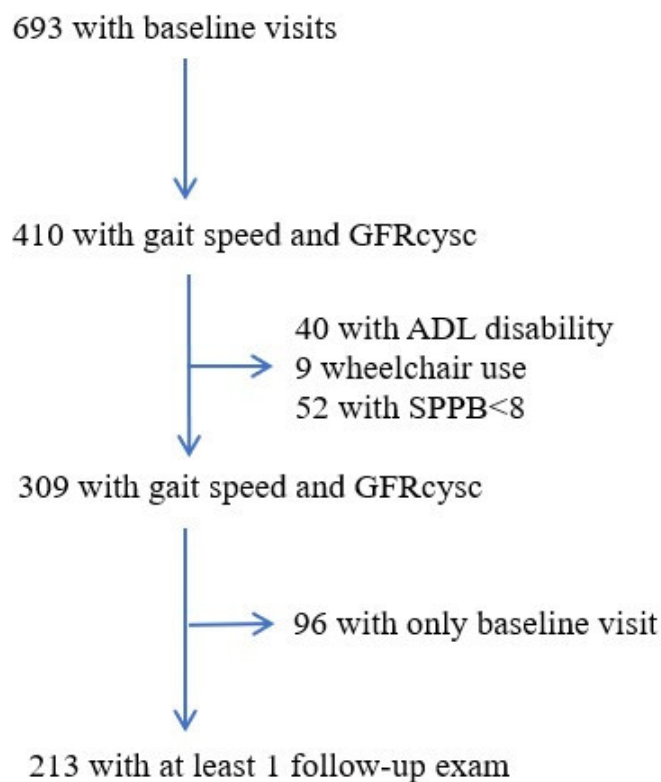 693 with baseline visits
410 with gait speed and GFRcysc
40 with ADL disability
9 wheelchair use
52 with SPPB<8
309 with gait speed and GFRcysc
96 with only baseline visit
213 with at least 1 follow-up exam